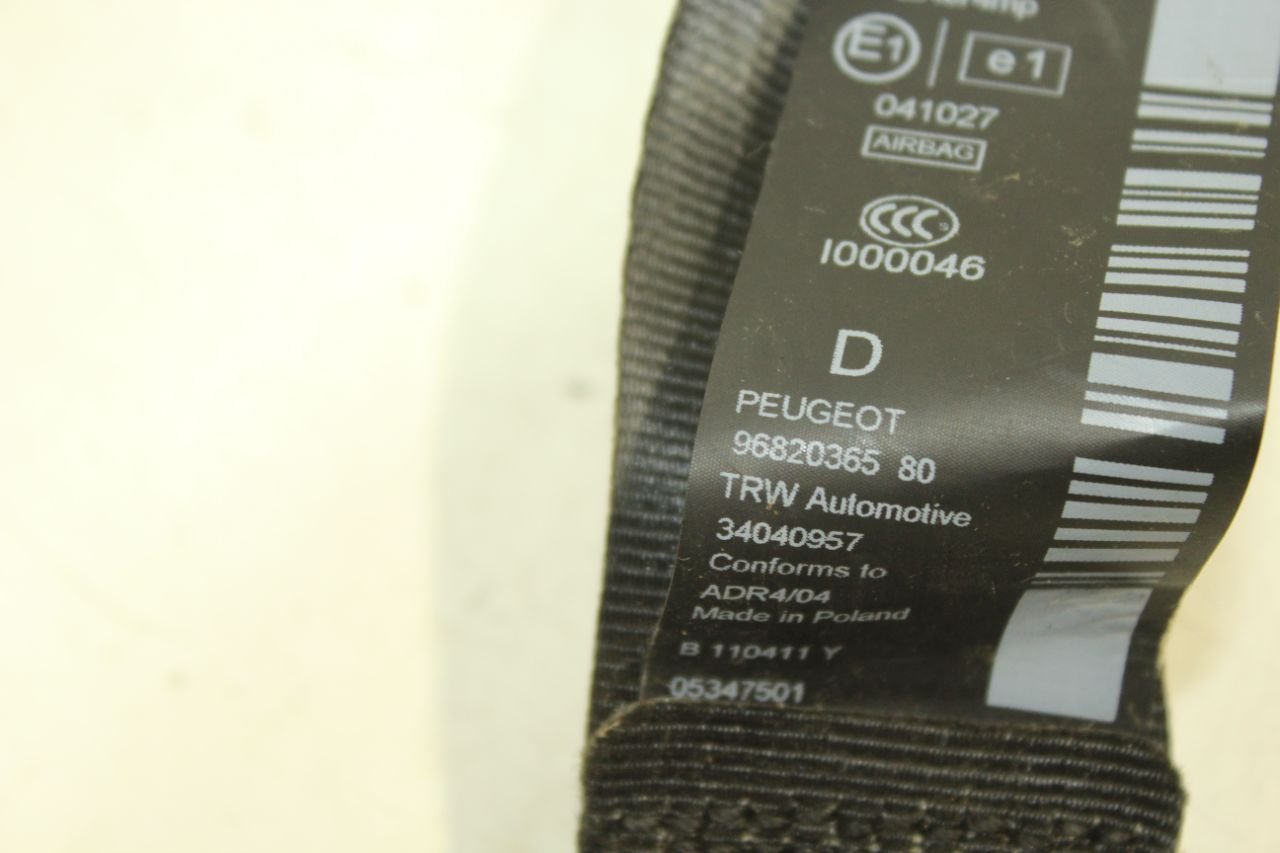 E1 e 1
041027
AIRBAG
CCC S
I000046
D
PEUGEOT
96820365 80
TRW Automotive
34040957
Conforms to
ADR4/04
Made in Poland
B 110411 Y
05347501